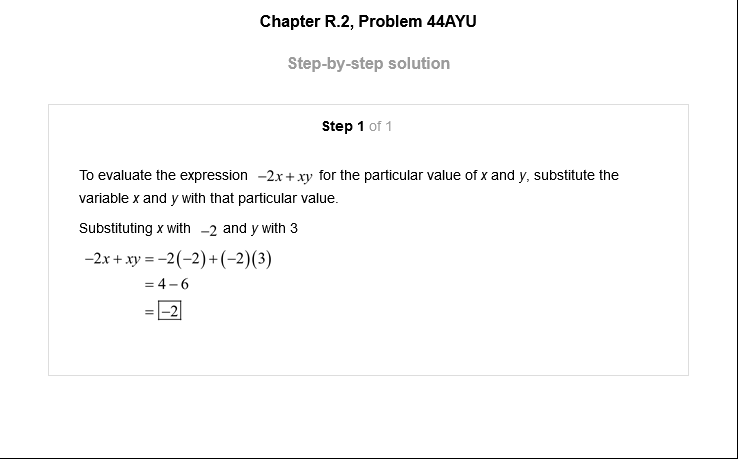 Chapter R.2, Problem 44AYU
Step-by-step solution
Step 1 of 1
To evaluate the expression −2x + xy for the particular value of x and y, substitute the
variable x and y with that particular value.
Substituting x with −2 and y with 3
−2x + xy = −2(−2) + (−2)(3)
= 4 − 6
= −2